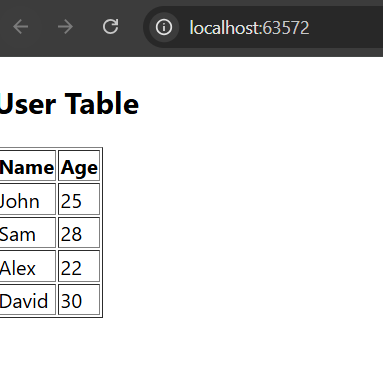 localhost:63572
User Table
Name Age
John 25
Sam 28
Alex 22
David 30